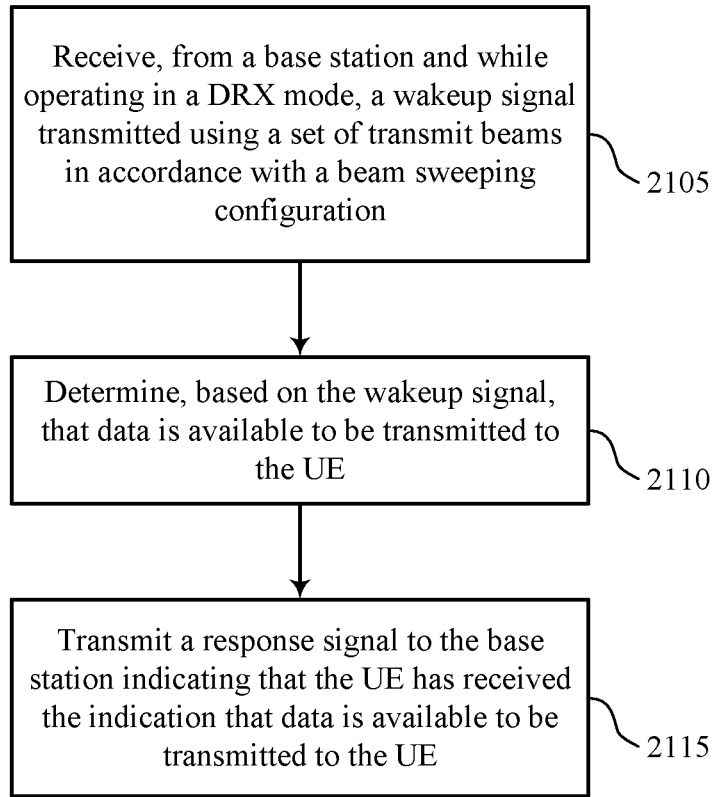 Receive, from a base station and while
operating in a DRX mode, a wakeup signal
transmitted using a set of transmit beams
in accordance with a beam sweeping
configuration
2105
Determine, based on the wakeup signal,
that data is available to be transmitted to
the UE
2110
Transmit a response signal to the base
station indicating that the UE has received
the indication that data is available to be
transmitted to the UE
2115